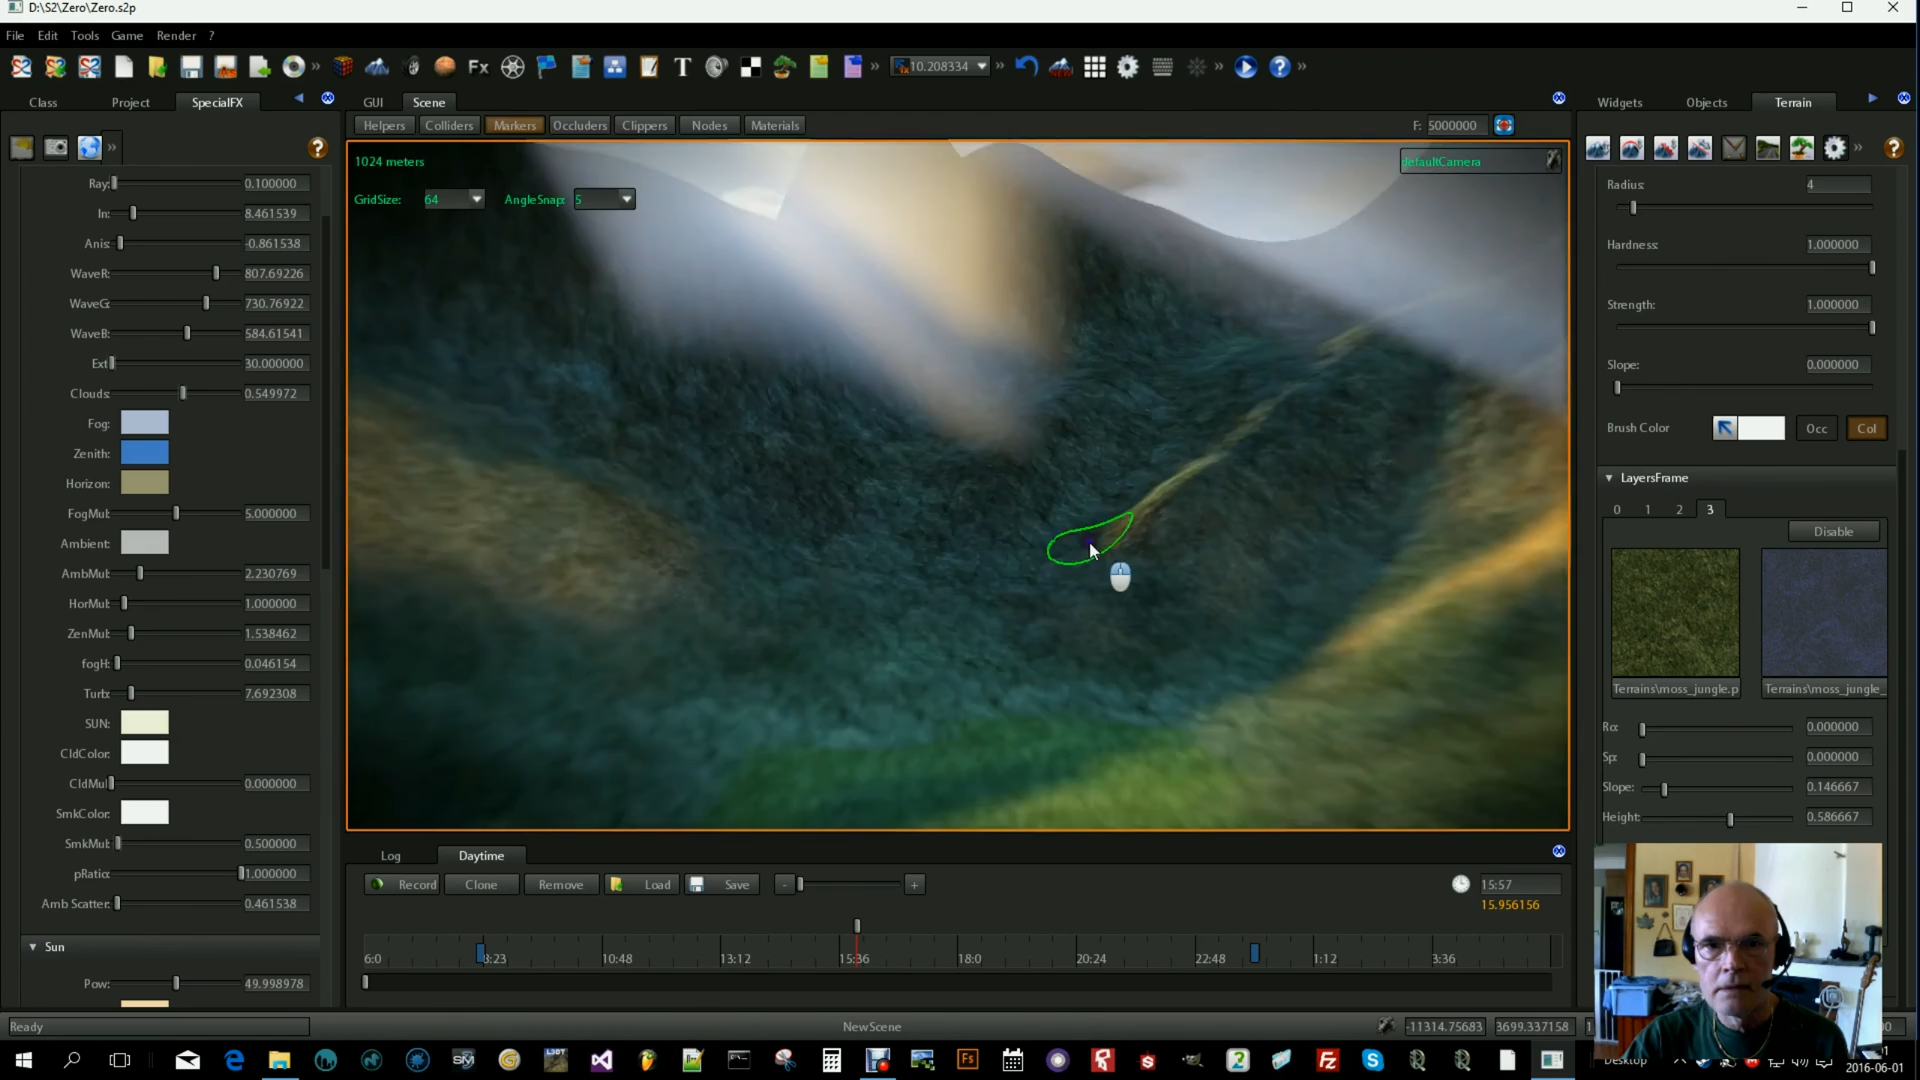 D:\S2\Zero\Zero.s2p
File Edit Tools Game Render ?
Fx T 10.208334
Class Project SpecialFX
GUI Scene
Widgets Objects Terrain
Helpers Colliders Markers Occluders Clippers Nodes Materials
F: 5000000
1024 meters
defaultCamera
GridSize: 64 AngleSnap: 5
Ray: 0.100000
In: 8.461539
Anis: -0.861538
WaveR: 807.69226
WaveG: 730.76922
WaveB: 584.61541
Ext: 30.000000
Clouds: 0.549972
Fog:
Zenith:
Horizon:
FogMul: 5.000000
Ambient:
AmbMul: 2.230769
HorMul: 1.000000
ZenMul: 1.538462
fogH: 0.046154
Turb: 7.692308
SUN:
CldColor:
CldMul: 0.000000
SmkColor:
SmkMul: 0.500000
pRatio: 1.000000
Amb Scatter: 0.461538
Sun
Pow: 49.998978
Radius: 4
Hardness: 1.000000
Strength: 1.000000
Slope: 0.000000
Brush Color Occ Col
LayersFrame
0 1 2 3
Disable
Terrains\moss_jungle.p Terrains\moss_jungle_
Ro: 0.000000
Sp: 0.000000
Slope: 0.146667
Height: 0.586667
Log Daytime
Record Clone Remove Load Save - +
15:57
15.956156
6:0 8:23 10:48 13:12 15:36 18:0 20:24 22:48 1:12 3:36
Ready
NewScene
-11314.75683 3699.337158
Desktop
2016-06-01